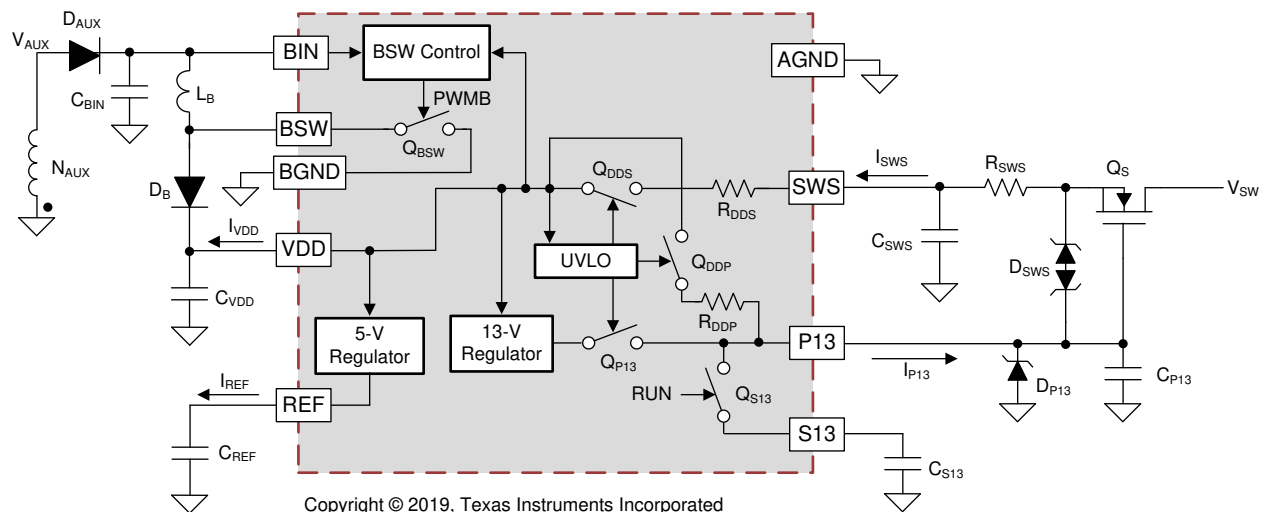 DAUX
VAUX
CBIN
LB
NAUX
DB
IVDD
CVDD
IREF
CREF
BIN
BSW
BGND
VDD
REF
BSW Control
PWMB
QBSW
5-V
Regulator
13-V
Regulator
UVLO
QDDS
RDDS
QDDP
RDDP
QP13
RUN
QS13
AGND
SWS
P13
S13
ISWS
RSWS
QS
VSW
CSWS
DSWS
IP13
DP13
CP13
CS13
Copyright © 2019, Texas Instruments Incorporated